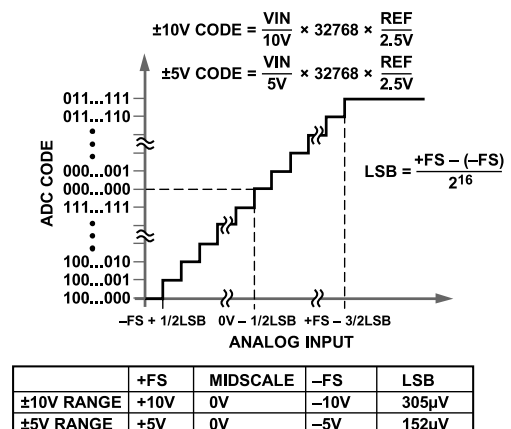 ±10V CODE = VIN/10V × 32768 × REF/2.5V
±5V CODE = VIN/5V × 32768 × REF/2.5V
011...111
011...110
000...001
000...000
111...111
100...010
100...001
100...000
ADC CODE
LSB = +FS – (–FS)/2^16
–FS + 1/2LSB 0V – 1/2LSB +FS – 3/2LSB
ANALOG INPUT
+FS MIDSCALE –FS LSB
±10V RANGE +10V 0V –10V 305µV
±5V RANGE +5V 0V –5V 152µV